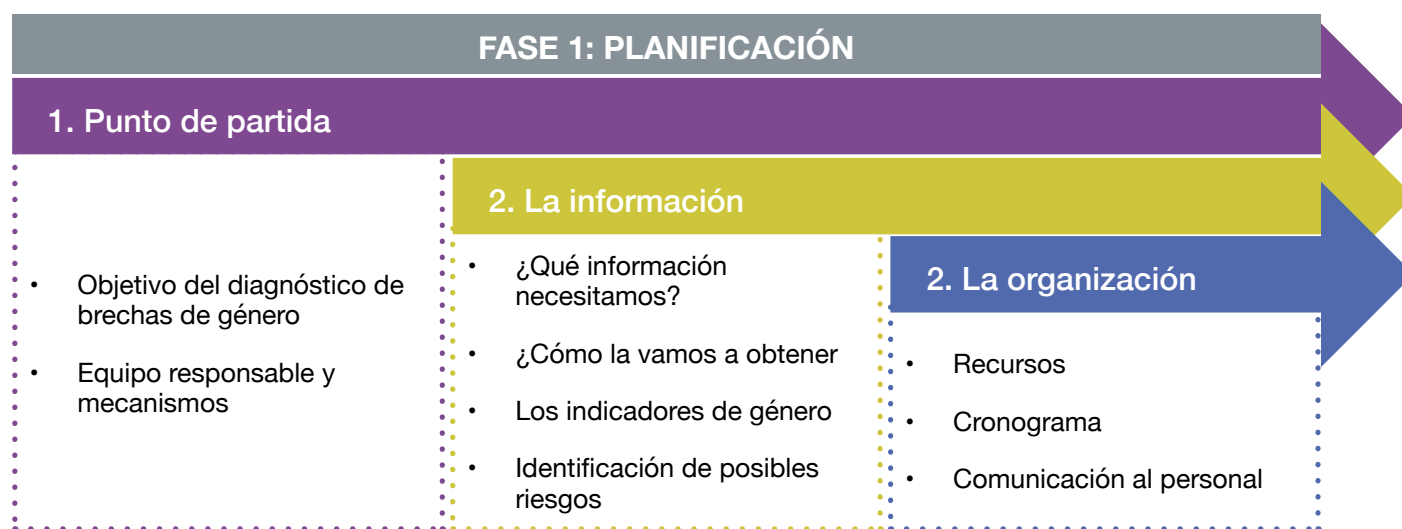 FASE 1: PLANIFICACIÓN
1. Punto de partida
• Objetivo del diagnóstico de
brechas de género
• Equipo responsable y
mecanismos
2. La información
• ¿Qué información
necesitamos?
• ¿Cómo la vamos a obtener
• Los indicadores de género
• Identificación de posibles
riesgos
2. La organización
• Recursos
• Cronograma
• Comunicación al personal